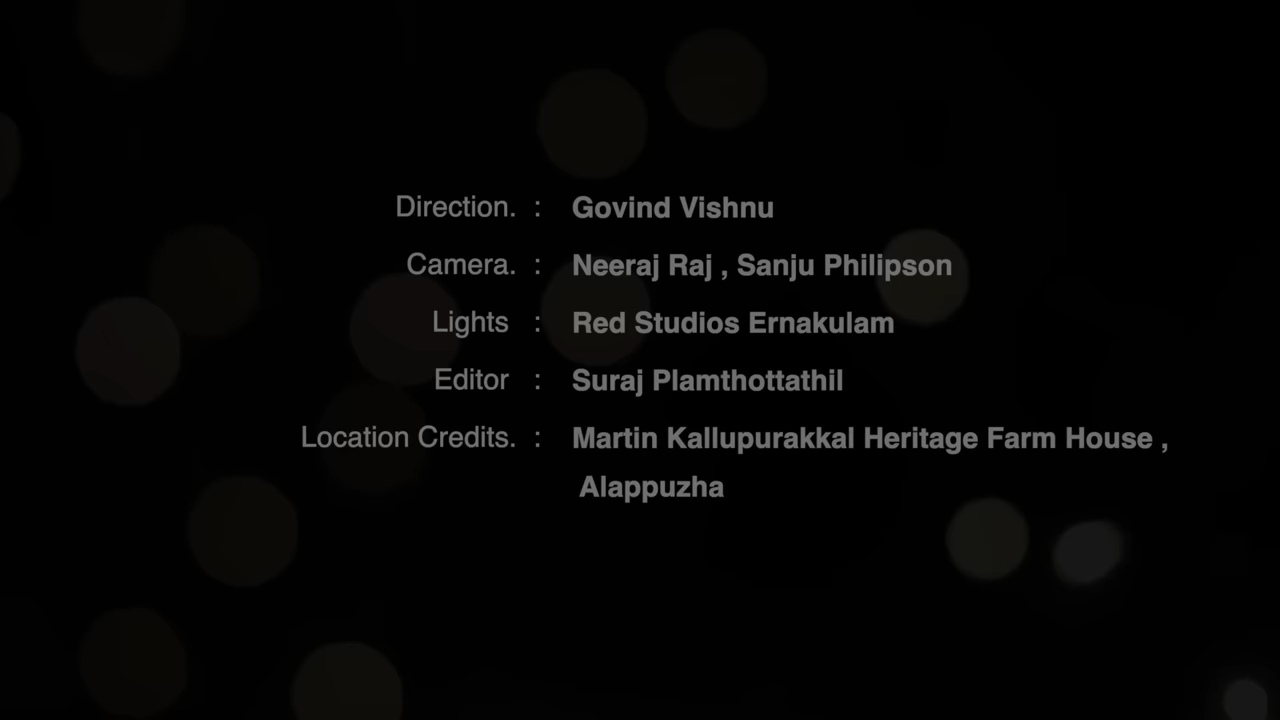 Direction. : Govind Vishnu
Camera. : Neeraj Raj , Sanju Philipson
Lights : Red Studios Ernakulam
Editor : Suraj Plamthottathil
Location Credits. : Martin Kallupurakkal Heritage Farm House ,
Alappuzha